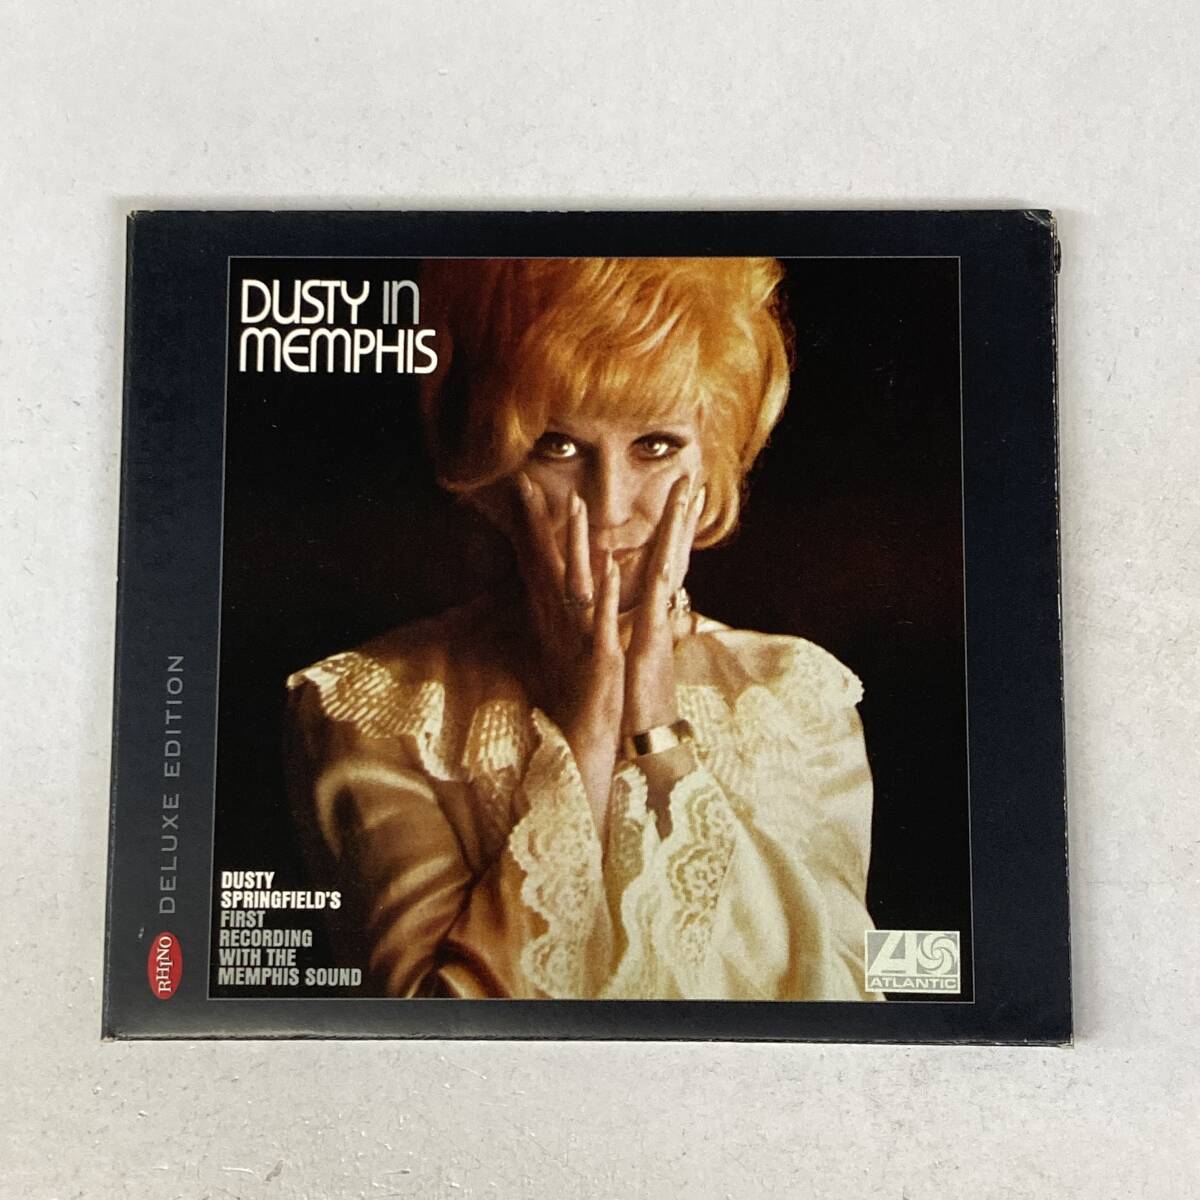 DUSTY IN
MEMPHIS
DELUXE EDITION
RHINO
DUSTY
SPRINGFIELD'S
FIRST
RECORDING
WITH THE
MEMPHIS SOUND
ATLANTIC